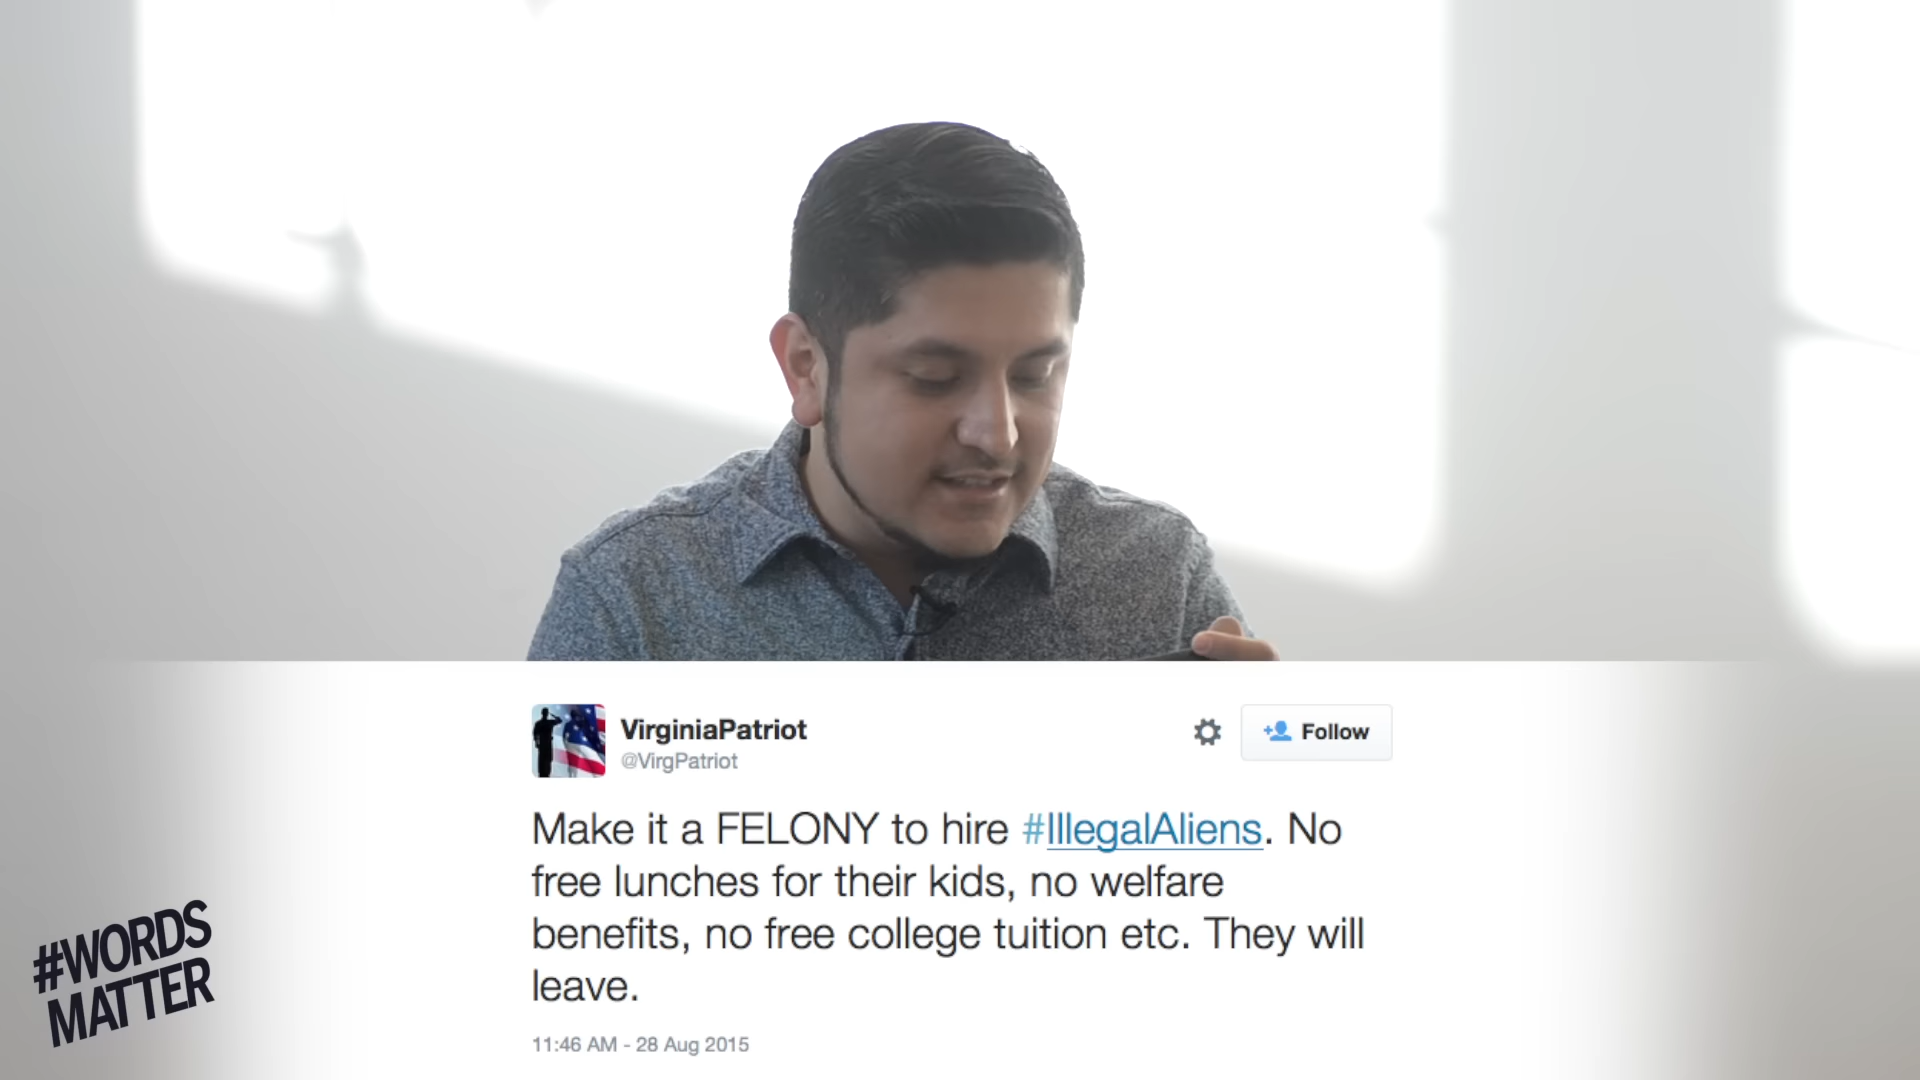 VirginiaPatriot
@VirgPatriot
Follow
Make it a FELONY to hire #IllegalAliens. No
free lunches for their kids, no welfare
benefits, no free college tuition etc. They will
leave.
11:46 AM - 28 Aug 2015
#WORDS
MATTER